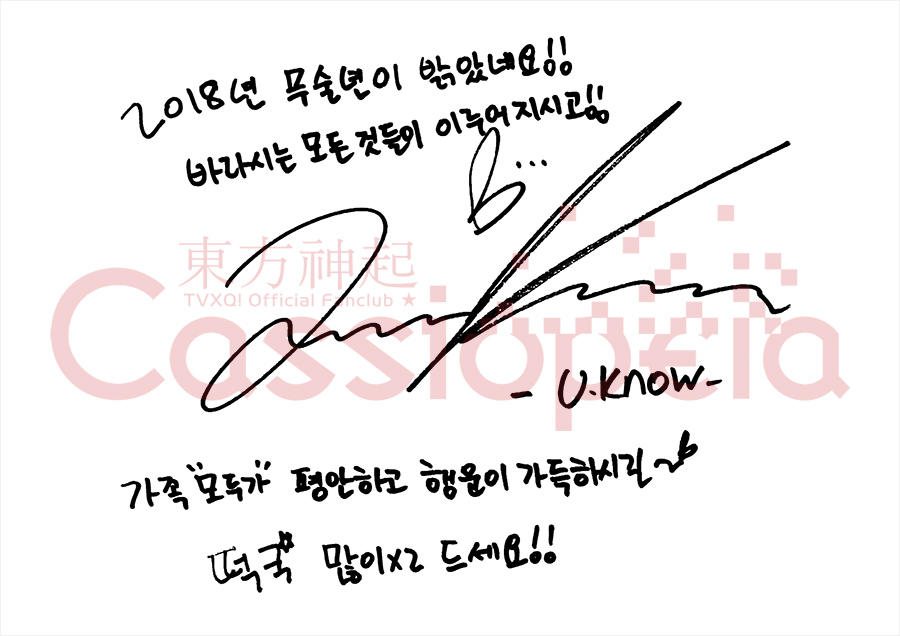 2018년 무술년이 밝았네요!!
바라시는 모든 것들이 이루어지시고!!
B...
東方神起
TVXQ! Official Fanclub ★
Cassiopeia
- U.Know -
가족 "모두가" 평안하고 행운이 가득하시길~
떡국 많이x2 드세요!!